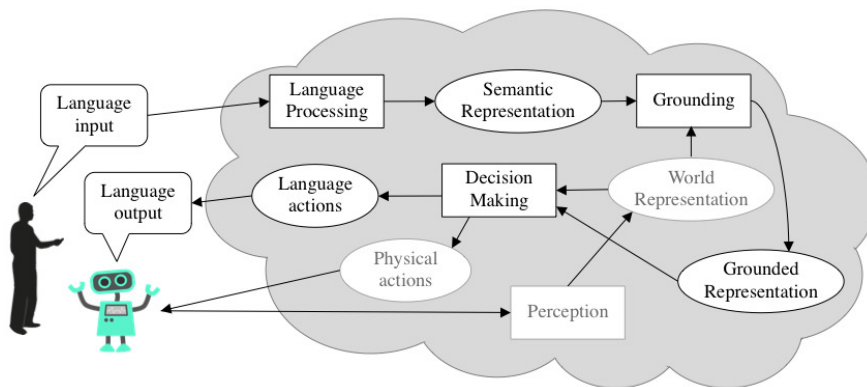 Language
input
Language
Processing
Semantic
Representation
Grounding
Language
output
Language
actions
Decision
Making
World
Representation
Physical
actions
Perception
Grounded
Representation